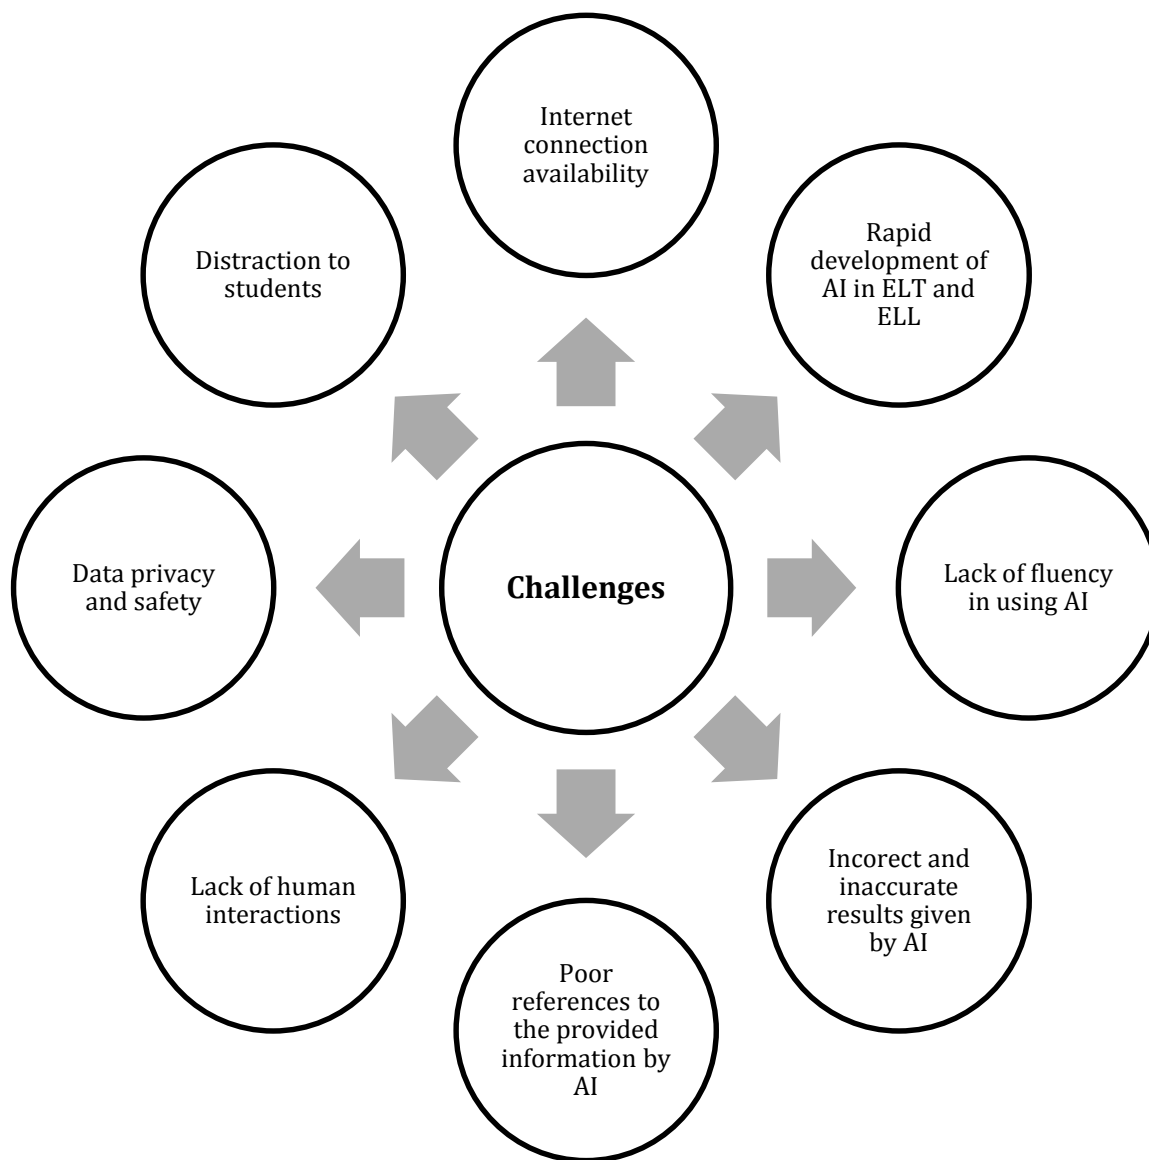 Internet
connection
availability
Rapid
development of
AI in ELT and
ELL
Lack of fluency
in using AI
Incorect and
inaccurate
results given
by AI
Poor
references to
the provided
information by
AI
Lack of human
interactions
Data privacy
and safety
Distraction to
students
Challenges